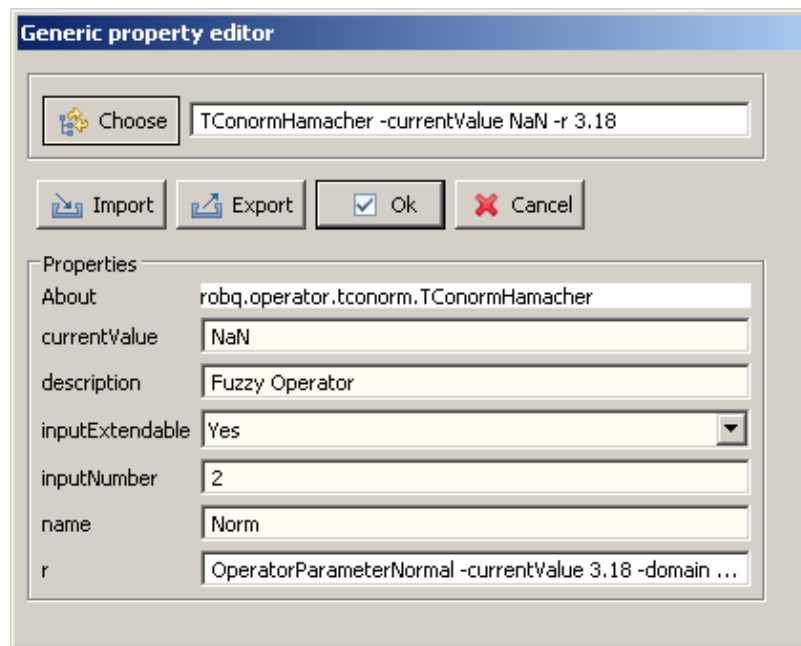 Generic property editor
Choose
TConormHamacher -currentValue NaN -r 3.18
Import Export Ok Cancel
Properties
About robq.operator.tconorm.TConormHamacher
currentValue NaN
description Fuzzy Operator
inputExtendable Yes
inputNumber 2
name Norm
r OperatorParameterNormal -currentValue 3.18 -domain ...